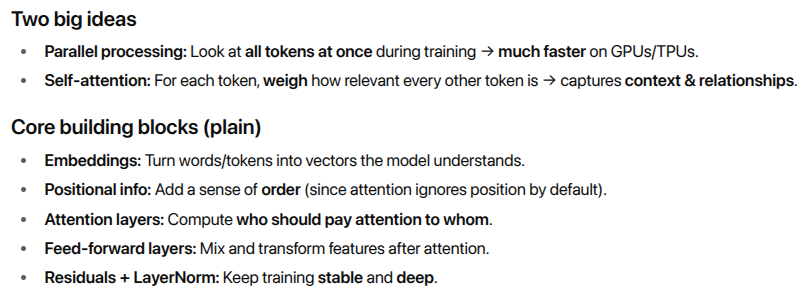 Two big ideas
• Parallel processing: Look at all tokens at once during training → much faster on GPUs/TPUs.
• Self-attention: For each token, weigh how relevant every other token is → captures context & relationships.
Core building blocks (plain)
• Embeddings: Turn words/tokens into vectors the model understands.
• Positional info: Add a sense of order (since attention ignores position by default).
• Attention layers: Compute who should pay attention to whom.
• Feed-forward layers: Mix and transform features after attention.
• Residuals + LayerNorm: Keep training stable and deep.